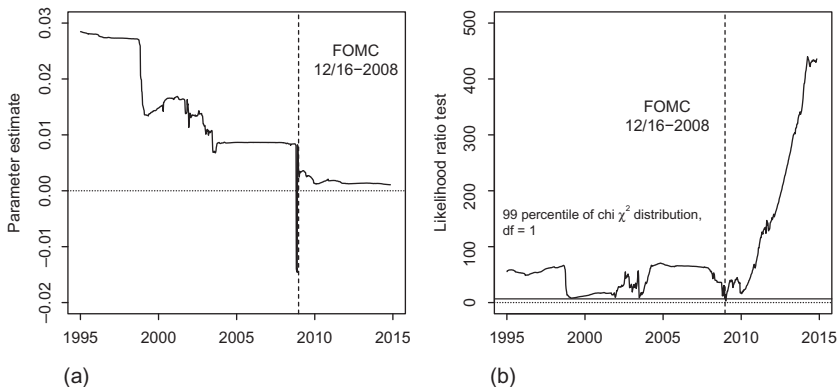 0.03
0.02
0.01
0.00
−0.01
−0.02
Parameter estimate
FOMC
12/16−2008
1995 2000 2005 2010 2015
(a)
500
400
300
200
100
0
Likelihood ratio test
FOMC
12/16−2008
99 percentile of chi χ² distribution,
df = 1
1995 2000 2005 2010 2015
(b)